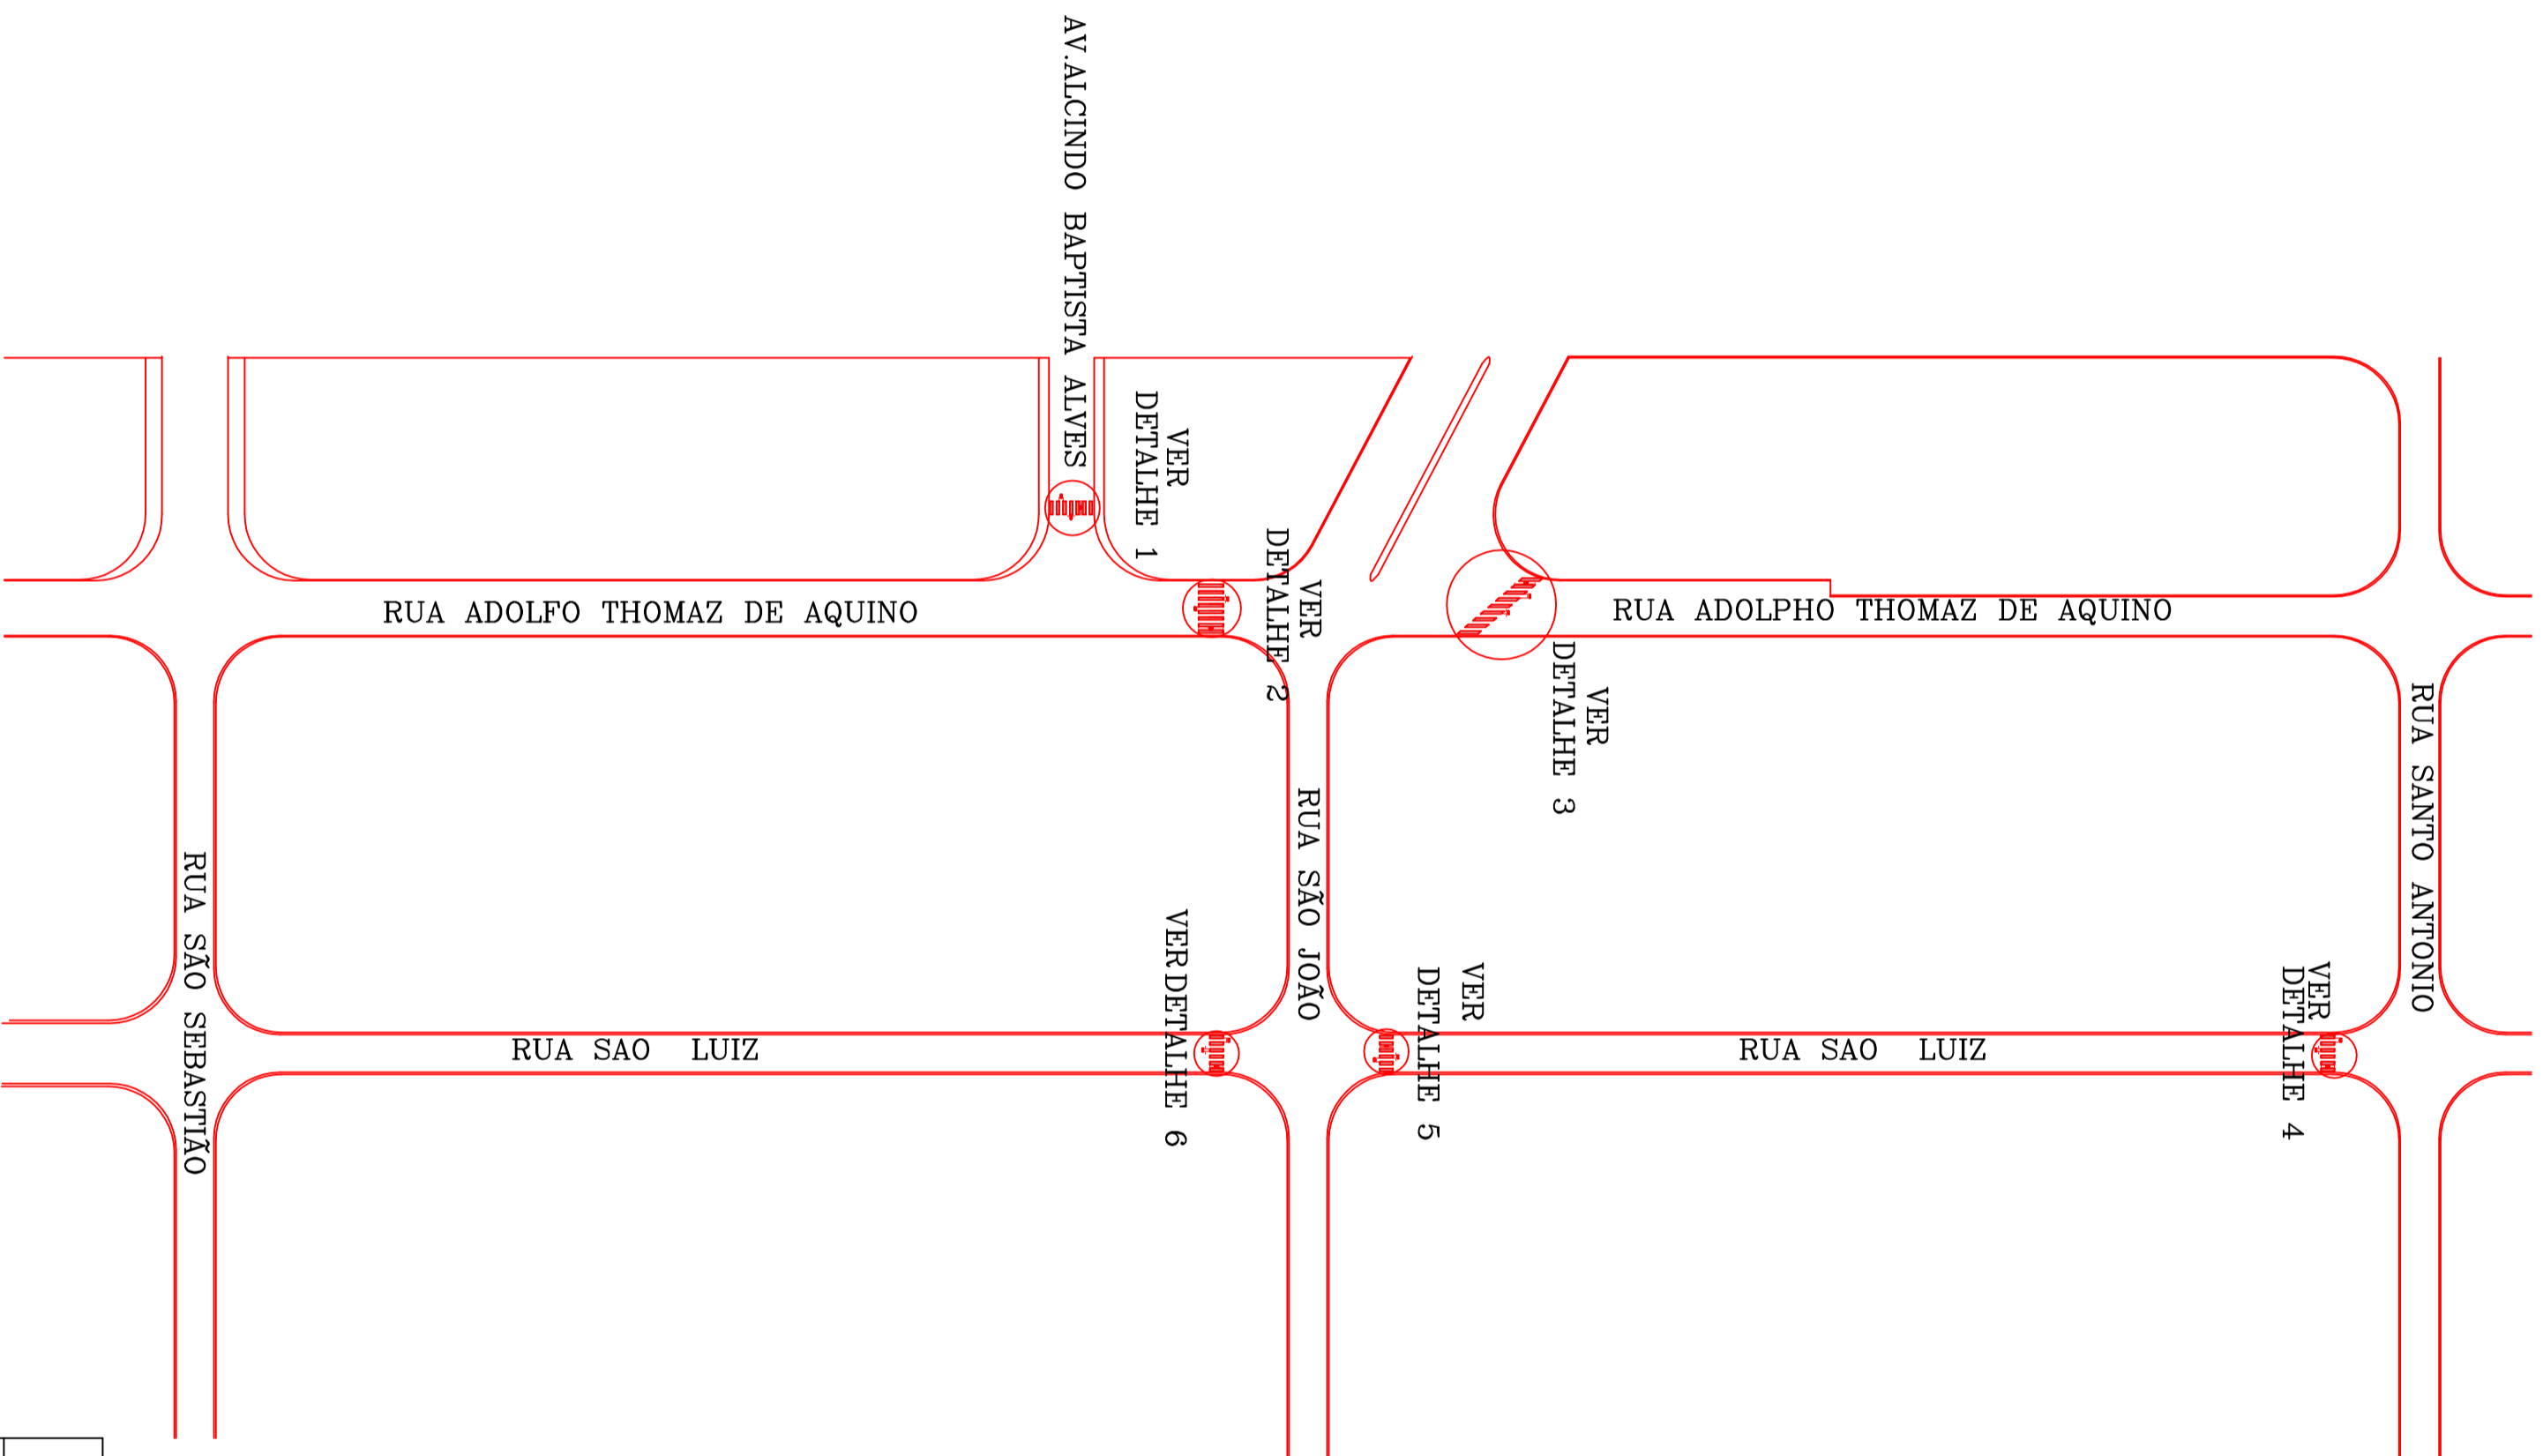 AV.ALCINDO BAPTISTA ALVES
VER
DETALHE 1
VER
DETALHE 2
RUA ADOLFO THOMAZ DE AQUINO
RUA ADOLPHO THOMAZ DE AQUINO
VER
DETALHE 3
RUA SANTO ANTONIO
RUA SÃO JOÃO
RUA SÃO SEBASTIÃO
VER DETALHE 6
VER
DETALHE 5
VER
DETALHE 4
RUA SAO LUIZ
RUA SAO LUIZ